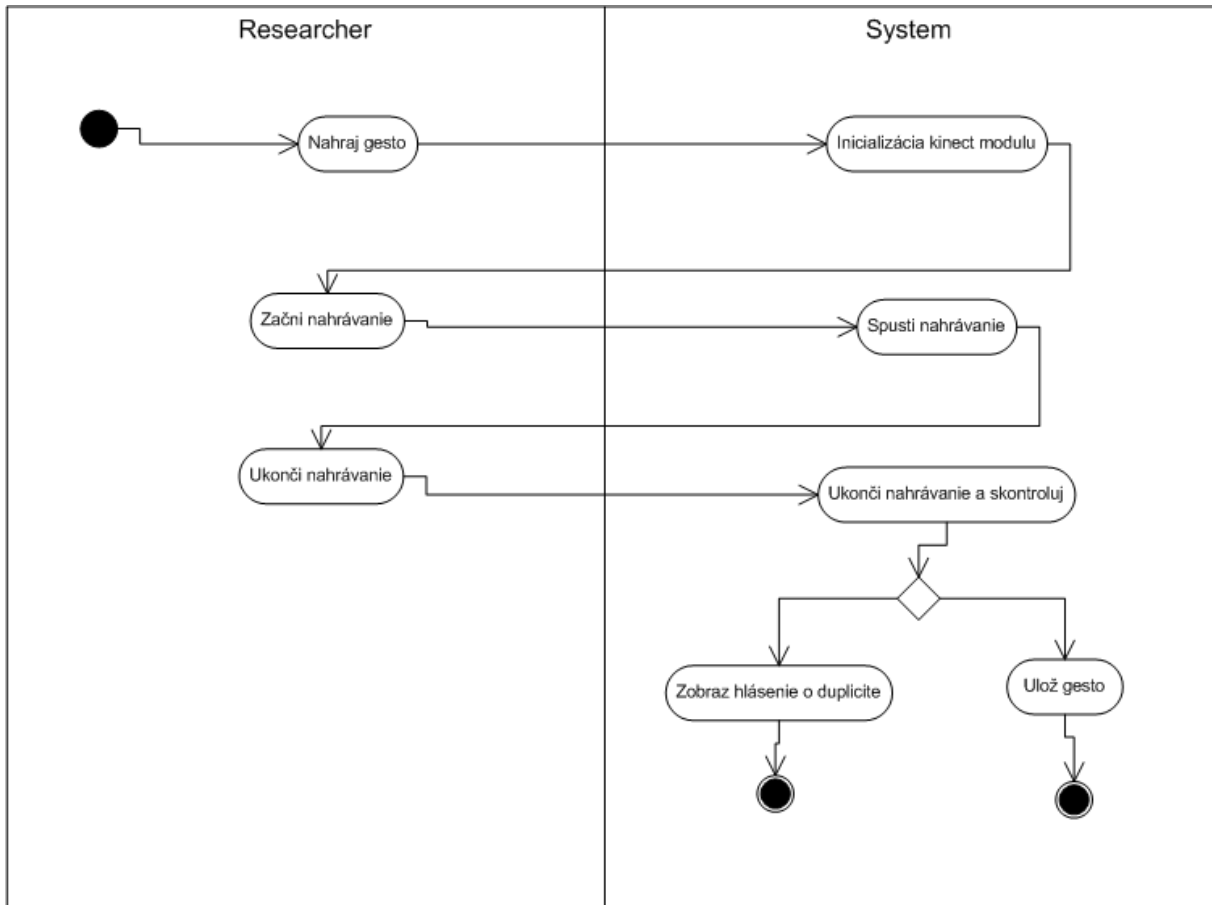 Researcher
System
Nahraj gesto
Inicializácia kinect modulu
Začni nahrávanie
Spusti nahrávanie
Ukonči nahrávanie
Ukonči nahrávanie a skontroluj
Zobraz hlásenie o duplicite
Ulož gesto